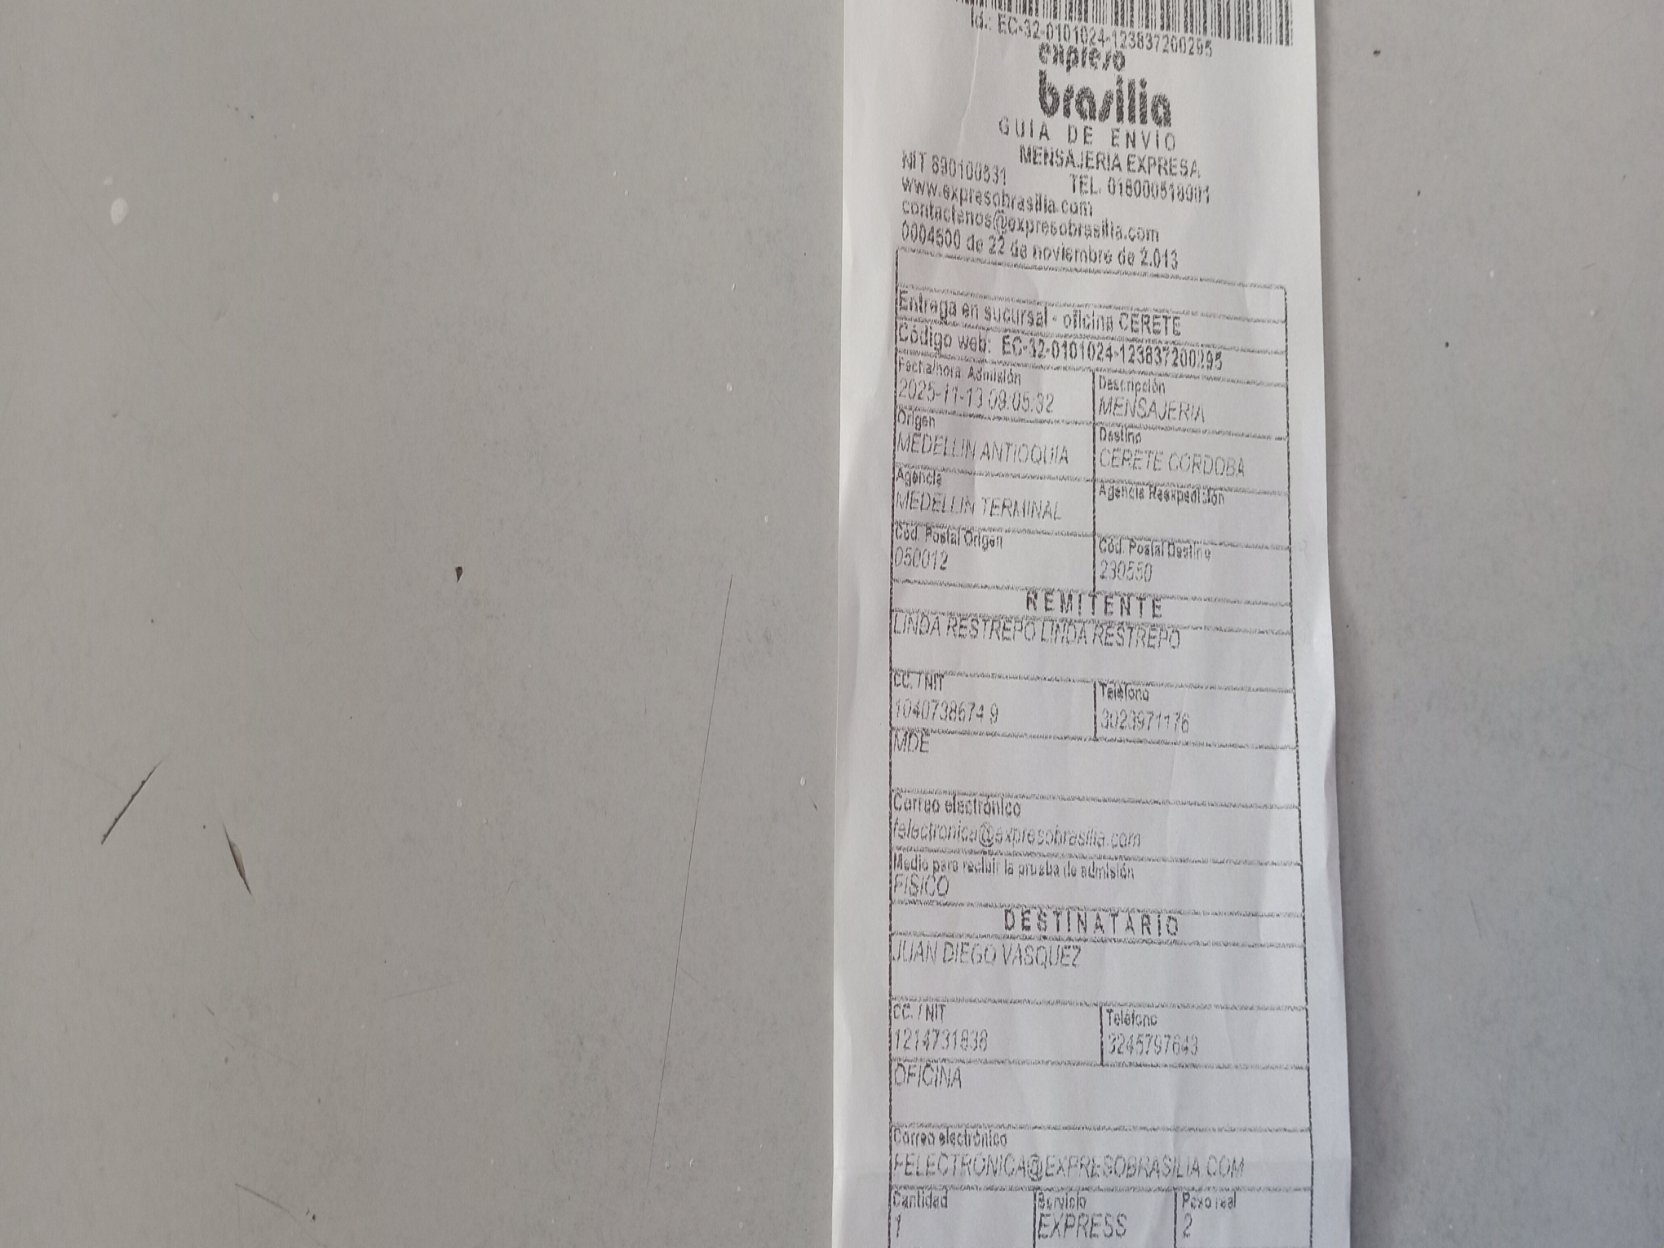 Id.: EC-32-0101024-123837200295
expreso
brasilia
GUIA DE ENVIO
MENSAJERIA EXPRESA
NIT 890100531 TEL. 018000518001
www.expresobrasilia.com
contactenos@expresobrasilia.com
0004500 de 22 de noviembre de 2.013
Entrega en sucursal - oficina CERETE
Código web: EC-32-0101024-123837200295
Fecha/hora Admisión Descripción
2025-11-13 09:05:32 MENSAJERIA
Origen Destino
MEDELLIN ANTIOQUIA CERETE CORDOBA
Agencia Agencia Reexpedición
MEDELLIN TERMINAL
Cód. Postal Origen Cód. Postal Destino
050012 230550
REMITENTE
LINDA RESTREPO LINDA RESTREPO
CC. / NIT Teléfono
1040738674 9 3023971176
MDE
Correo electrónico
felectronica@expresobrasilia.com
Medio para recibir la prueba de admisión
FISICO
DESTINATARIO
JUAN DIEGO VASQUEZ
CC. / NIT Teléfono
1214731838 3245797643
OFICINA
Correo electrónico
FELECTRONICA@EXPRESOBRASILIA.COM
Cantidad Servicio Peso real
1 EXPRESS 2